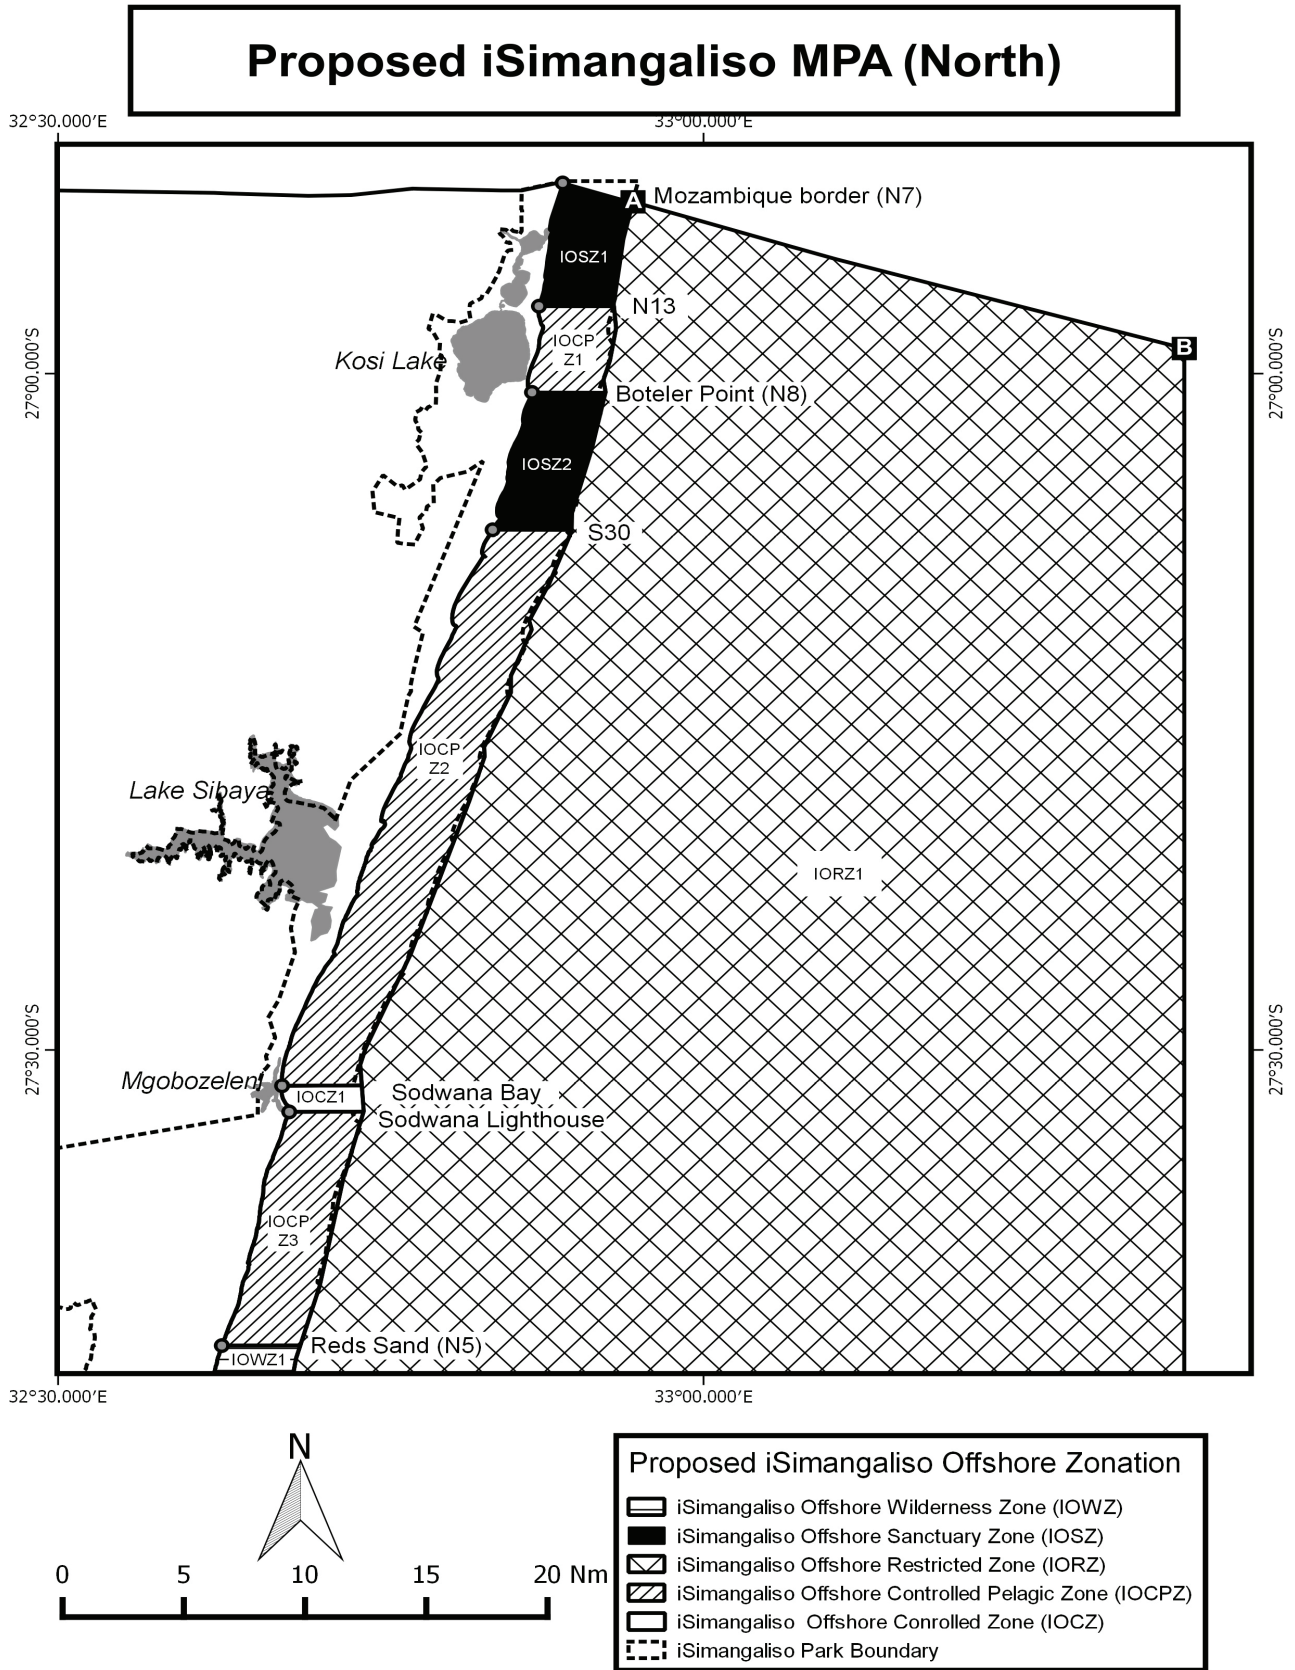 Proposed iSimangaliso MPA (North)
32°30.000'E
33°00.000'E
A
Mozambique border (N7)
IOSZ1
N13
IOCP
Z1
B
Kosi Lake
27°00.000'S
27°00.000'S
Boteler Point (N8)
IOSZ2
S30
IOCP
Z2
Lake Sibaya
IORZ1
27°30.000'S
27°30.000'S
Mgobozeleni
IOCZ1
Sodwana Bay
Sodwana Lighthouse
IOCP
Z3
Reds Sand (N5)
IOWZ1
32°30.000'E
33°00.000'E
N
0 5 10 15 20 Nm
Proposed iSimangaliso Offshore Zonation
iSimangaliso Offshore Wilderness Zone (IOWZ)
iSimangaliso Offshore Sanctuary Zone (IOSZ)
iSimangaliso Offshore Restricted Zone (IORZ)
iSimangaliso Offshore Controlled Pelagic Zone (IOCPZ)
iSimangaliso Offshore Conrolled Zone (IOCZ)
iSimangaliso Park Boundary